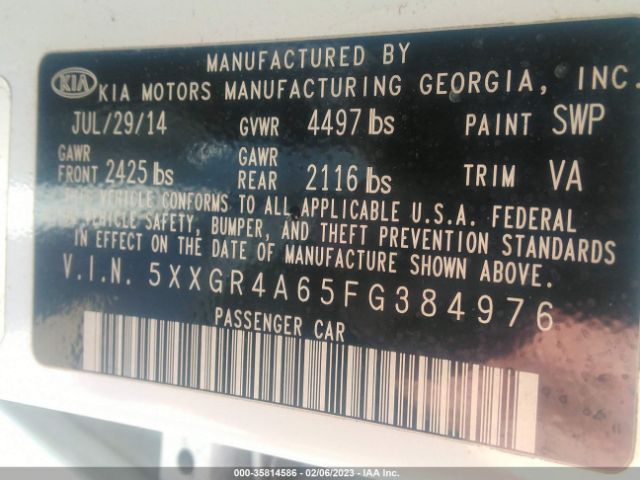 MANUFACTURED BY
KIA KIA MOTORS MANUFACTURING GEORGIA, INC.
JUL/29/14 GVWR 4497 lbs PAINT SWP
GAWR FRONT 2425 lbs GAWR REAR 2116 lbs TRIM VA
THIS VEHICLE CONFORMS TO ALL APPLICABLE U.S.A. FEDERAL
VEHICLE SAFETY, BUMPER, AND THEFT PREVENTION STANDARDS
IN EFFECT ON THE DATE OF MANUFACTURE SHOWN ABOVE.
V.I.N. 5XXGR4A65FG384976
PASSENGER CAR
000-35814586 - 02/06/2023 - IAA Inc.